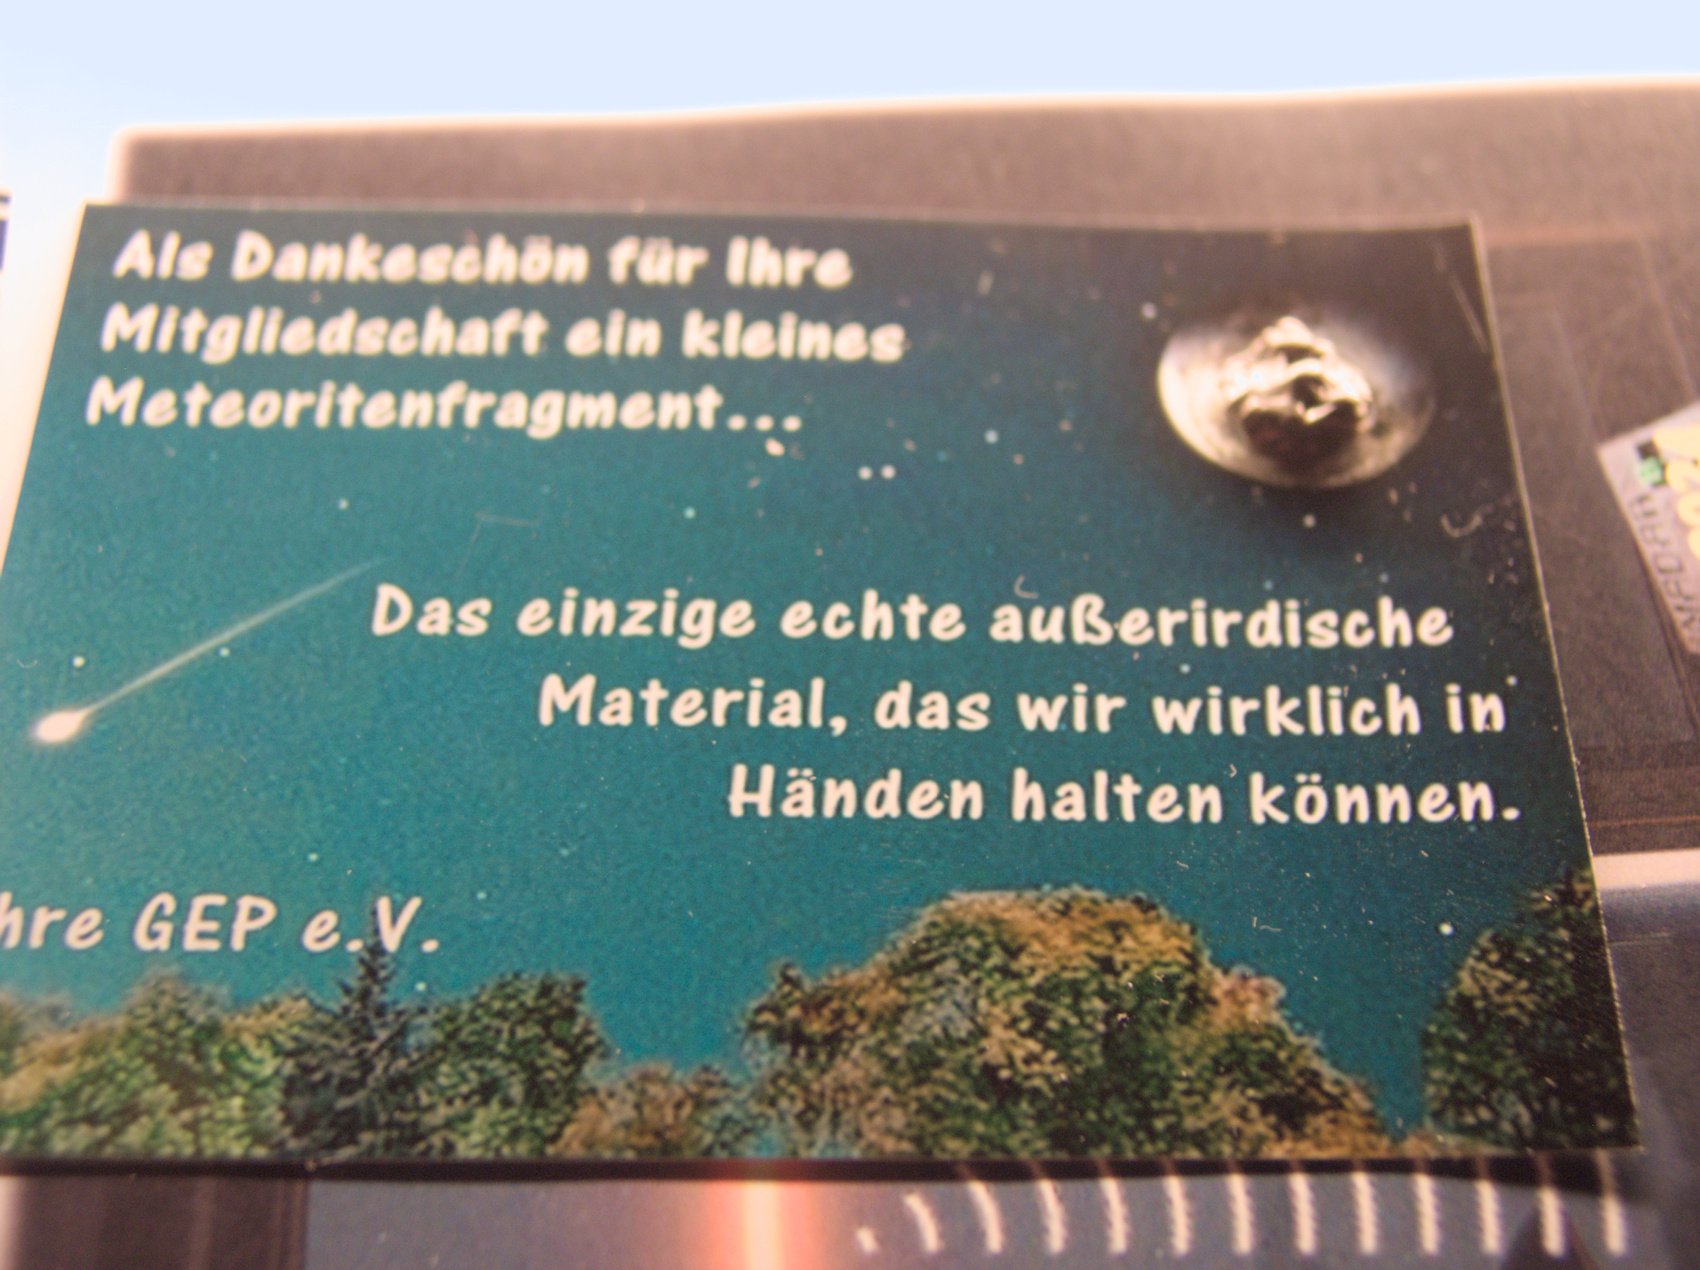 Als Dankeschön für Ihre
Mitgliedschaft ein kleines
Meteoritenfragment...
Das einzige echte außerirdische
Material, das wir wirklich in
Händen halten können.
hre GEP e.V.